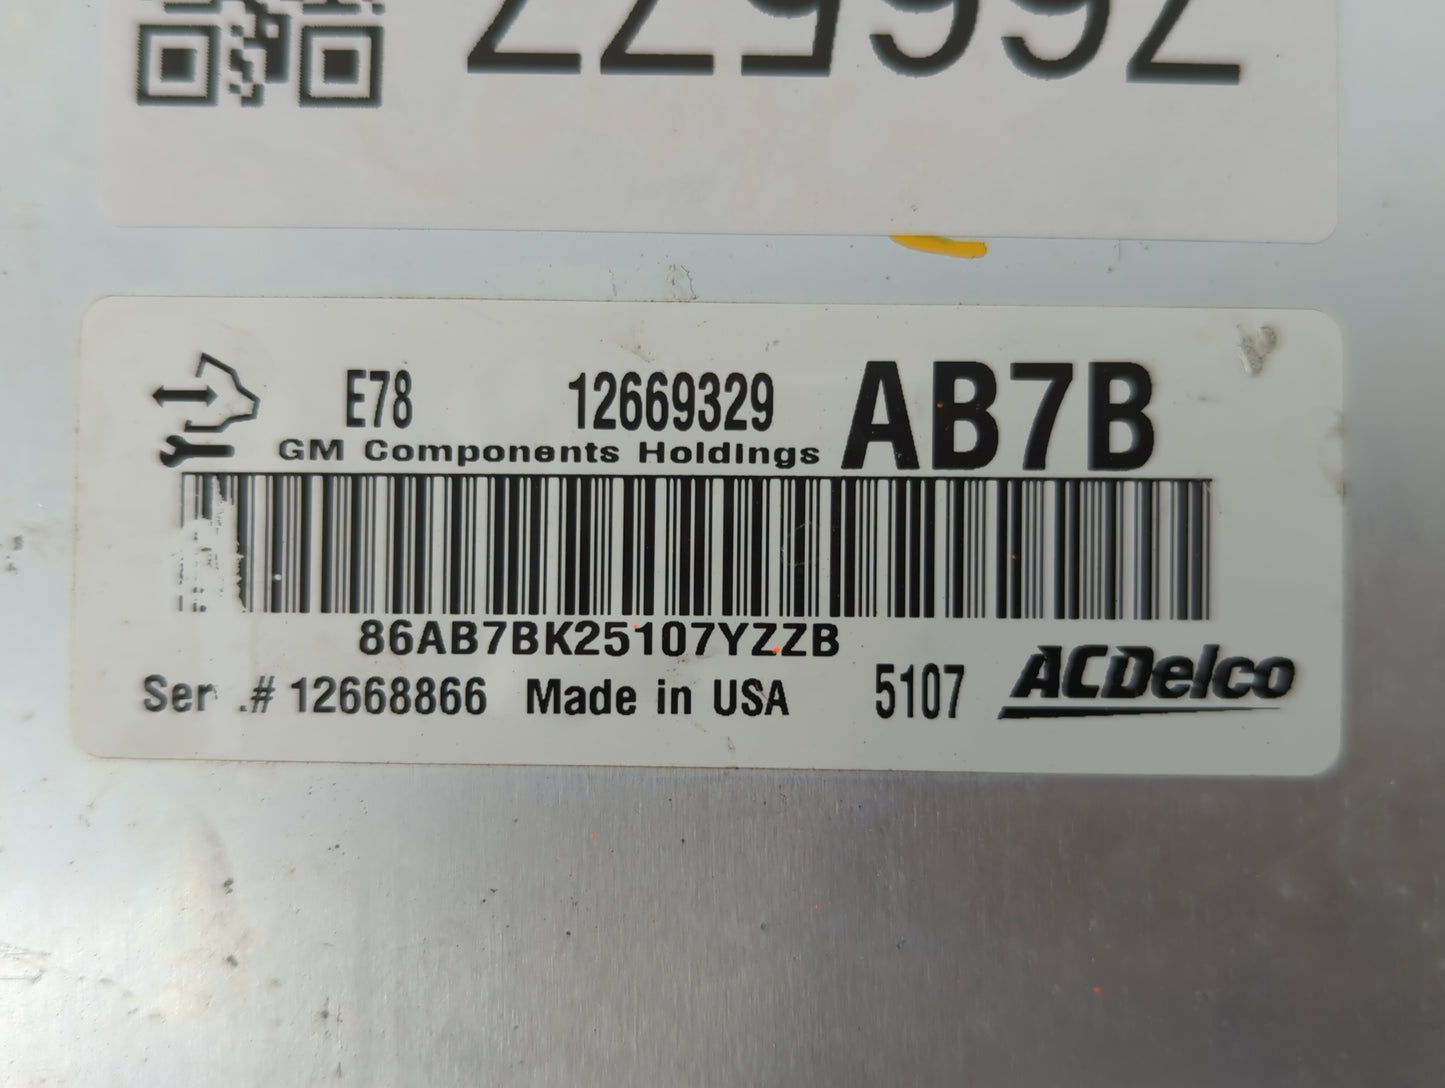 E78 12669329 AB7B
GM Components Holdings
86AB7BK25107YZZB
Ser .# 12668866 Made in USA 5107 ACDelco